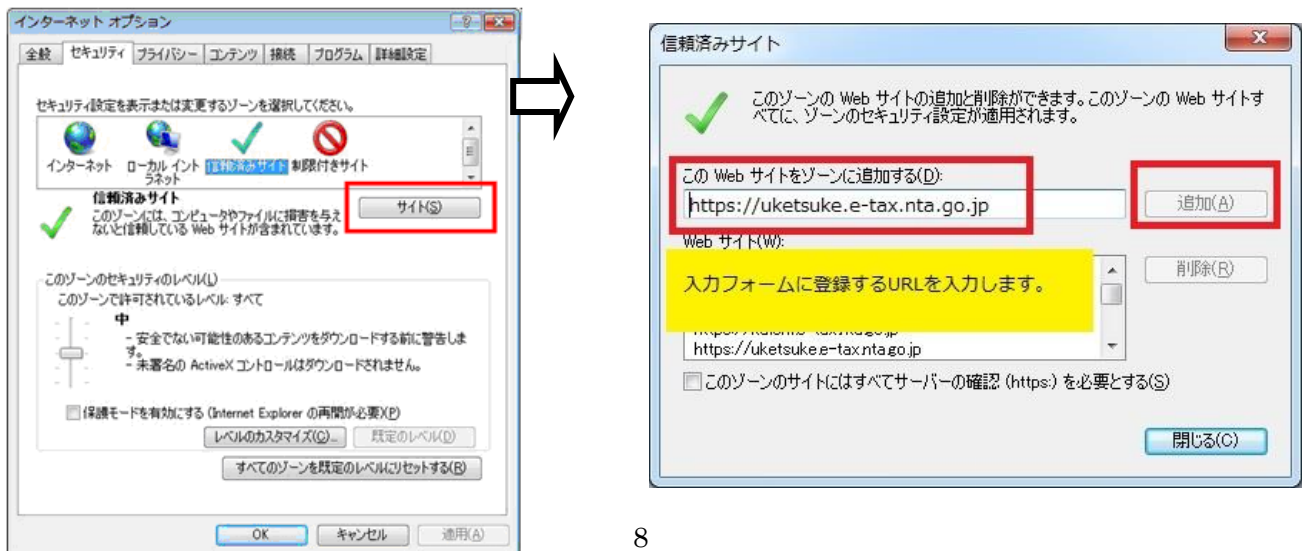 インターネット オプション
全般 セキュリティ プライバシー コンテンツ 接続 プログラム 詳細設定
セキュリティ設定を表示または変更するゾーンを選択してください。
インターネット ローカル イントラネット 信頼済みサイト 制限付きサイト
信頼済みサイト
サイト(S)
このゾーンには、コンピュータやファイルに損害を与え
ないと信頼している Web サイトが含まれています。
このゾーンのセキュリティのレベル(L)
このゾーンで許可されているレベル: すべて
中
- 安全でない可能性のあるコンテンツをダウンロードする前に警告しま
す。
- 未署名の ActiveX コントロールはダウンロードされません。
保護モードを有効にする (Internet Explorer の再開が必要)(P)
レベルのカスタマイズ(C)... 既定のレベル(D)
すべてのゾーンを既定のレベルにリセットする(R)
OK キャンセル 適用(A)
信頼済みサイト
このゾーンの Web サイトの追加と削除ができます。このゾーンの Web サイトす
べてに、ゾーンのセキュリティ設定が適用されます。
この Web サイトをゾーンに追加する(D):
https://uketsuke.e-tax.nta.go.jp
追加(A)
Web サイト(W):
削除(R)
入力フォームに登録するURLを入力します。
https://uketsuke.e-tax.nta.go.jp
このゾーンのサイトにはすべてサーバーの確認 (https:) を必要とする(S)
閉じる(C)
8